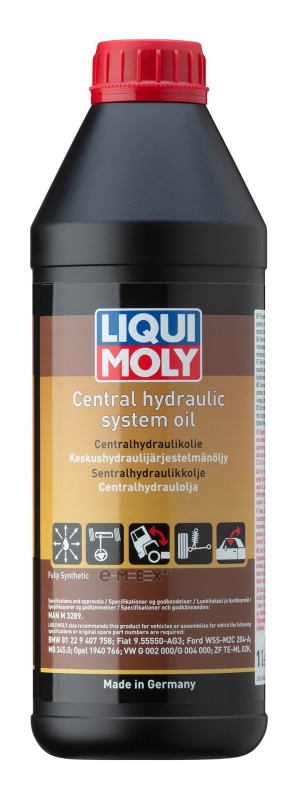 LIQUI
MOLY
Central hydraulic
system oil
Centralhydraulikolie
Keskushydraulijärjestelmänöljy
Sentralhydraulikkolje
Centralhydraulolja
Fully Synthetic
e-MEX
Specifications and approvals / Specifikationer og godkendelser / Luokitukset ja hyväksynnät /
Spesifikasjoner og godkjennelser / Specifikationer och godkännanden:
MAN M 3289.
LIQUI MOLY also recommends this product for vehicles or assemblies for which the following
specifications or original spare part numbers are required:
BMW 81 22 9 407 758; Fiat 9.55550-AG3; Ford WSS-M2C 204-A;
MB 345.0; Opel 1940 766; VW G 002 000/G 004 000; ZF TE-ML 02K.
Made in Germany